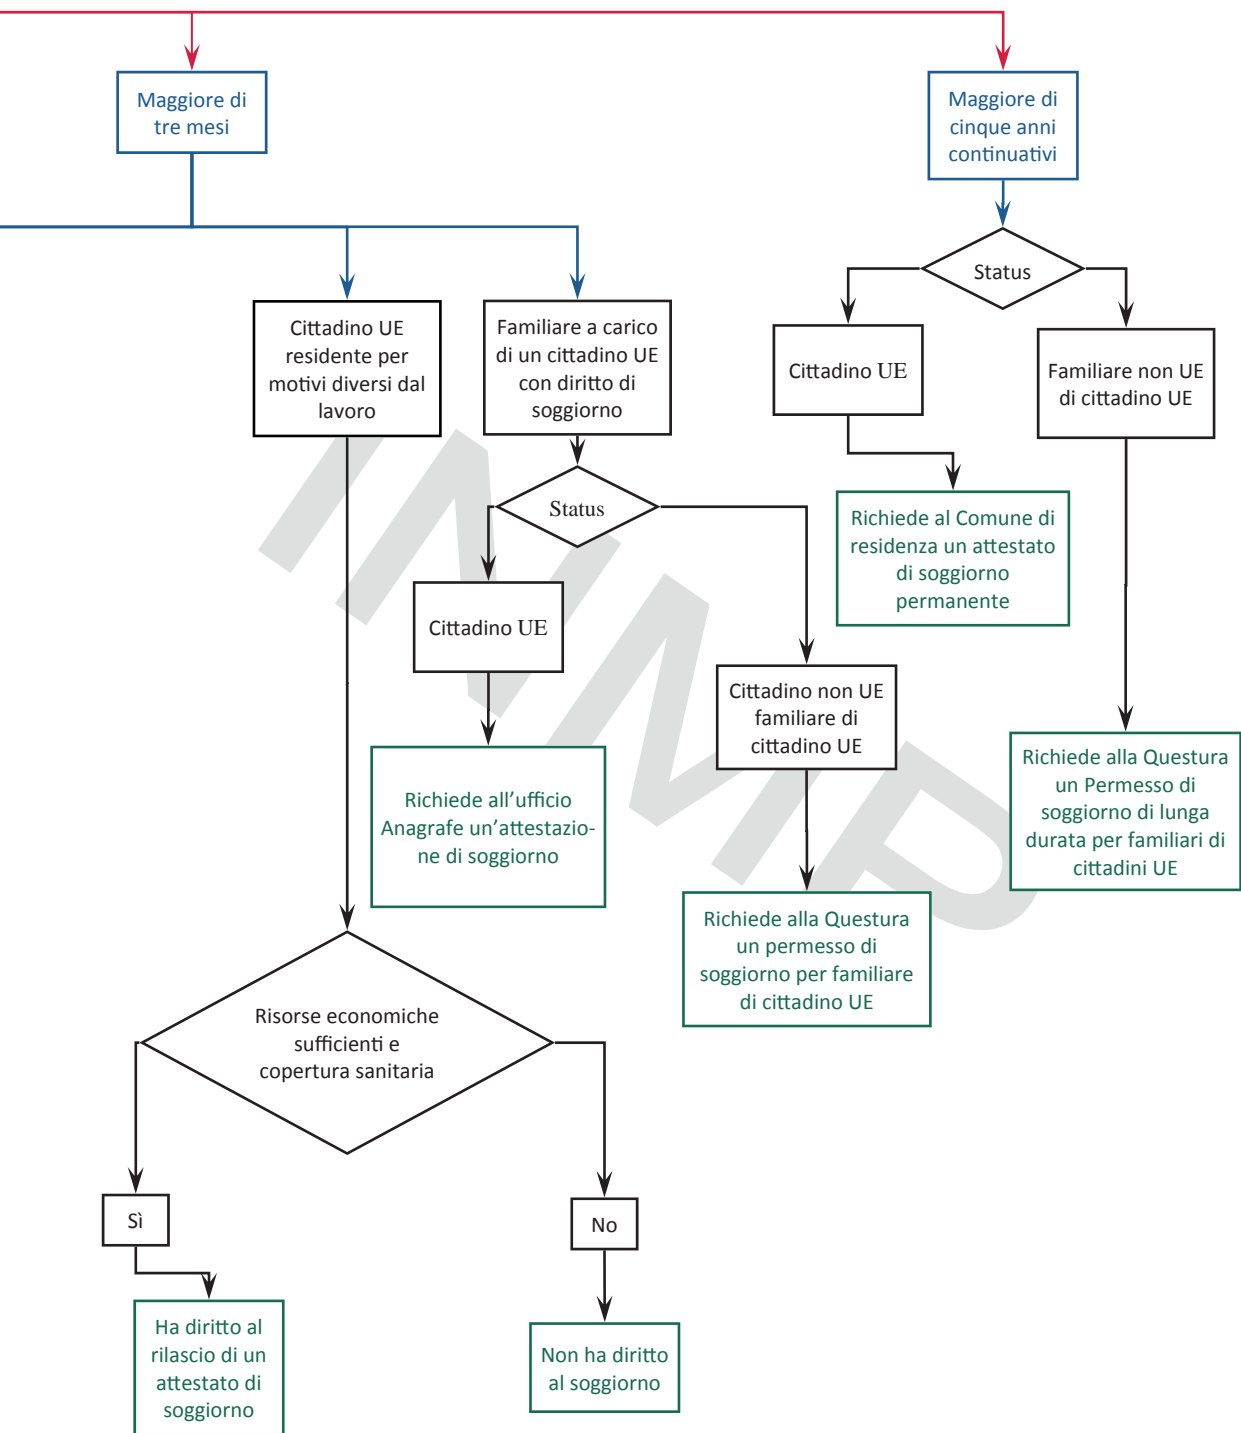 Maggiore di
tre mesi
Maggiore di
cinque anni
continuativi
Status
Cittadino UE
residente per
motivi diversi dal
lavoro
Familiare a carico
di un cittadino UE
con diritto di
soggiorno
Cittadino UE
Familiare non UE
di cittadino UE
Status
Richiede al Comune di
residenza un attestato
di soggiorno
permanente
Cittadino UE
Cittadino non UE
familiare di
cittadino UE
Richiede all'ufficio
Anagrafe un'attestazio-
ne di soggiorno
Richiede alla Questura
un Permesso di
soggiorno di lunga
durata per familiari di
cittadini UE
Richiede alla Questura
un permesso di
soggiorno per familiare
di cittadino UE
Risorse economiche
sufficienti e
copertura sanitaria
Sì
No
Ha diritto al
rilascio di un
attestato di
soggiorno
Non ha diritto
al soggiorno
INMP